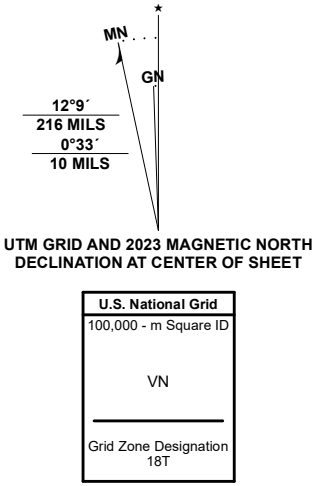 ★
MN
GN
12°9´
216 MILS
0°33´
10 MILS
UTM GRID AND 2023 MAGNETIC NORTH
DECLINATION AT CENTER OF SHEET
U.S. National Grid
100,000 - m Square ID
VN
Grid Zone Designation
18T